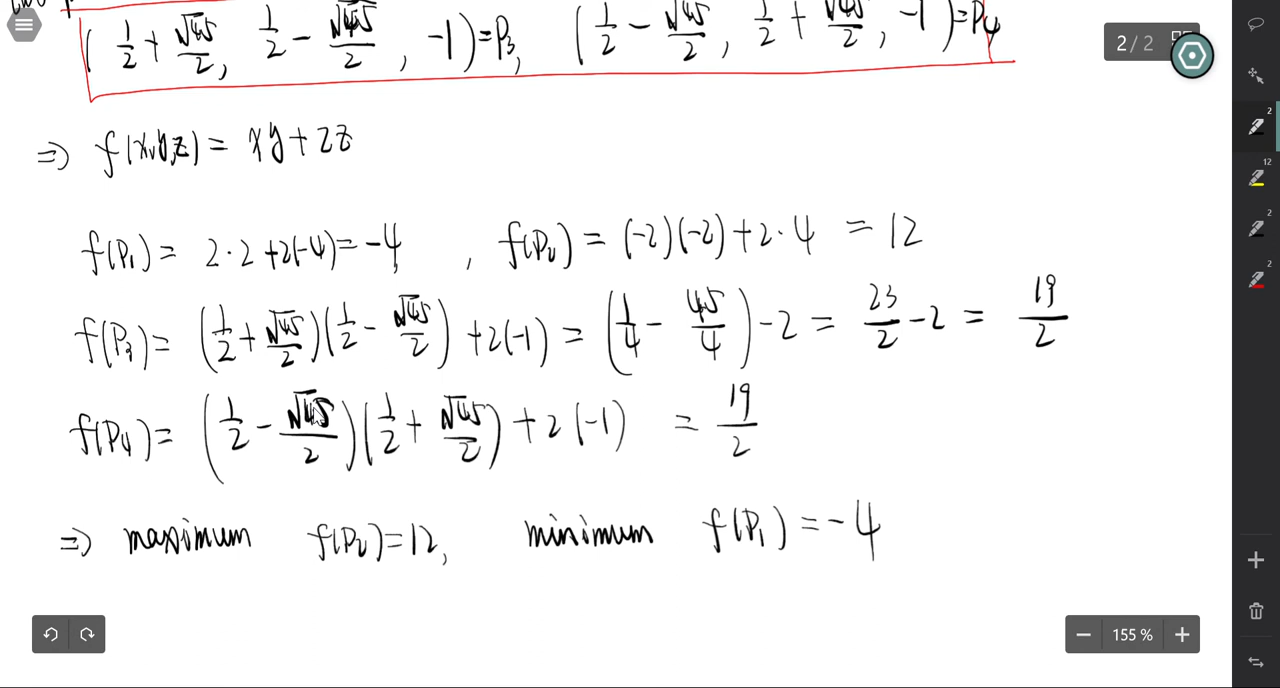 ( 1/2 + √45/2, 1/2 - √45/2, -1)=P3, ( 1/2 - √45/2, 1/2 + √45/2, -1)=P4
2 / 2
⇒ f(x,y,z) = xy + 2z
f(P1) = 2·2 +2(-4)= -4, , f(P2) = (-2)(-2) + 2·4 = 12
f(P3) = (1/2 + √45/2)(1/2 - √45/2) + 2(-1) = (1/4 - 45/4) - 2 = 23/2 - 2 = 19/2
f(P4) = (1/2 - √45/2)(1/2 + √45/2) + 2(-1) = 19/2
⇒ maximum f(P2)=12, minimum f(P1) = -4
155 %
2
12
2
2